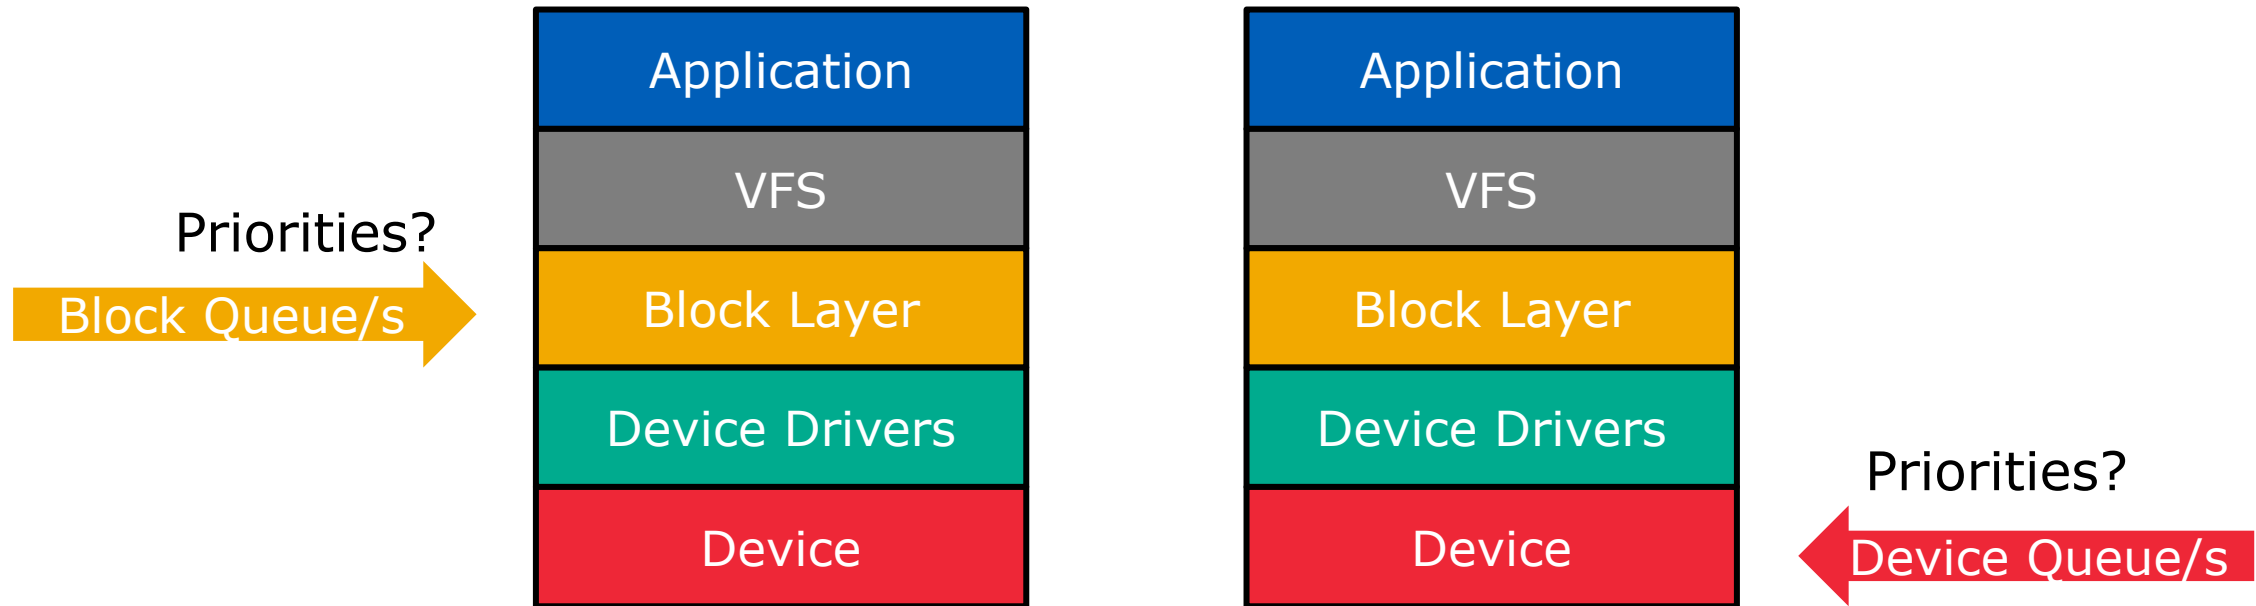 Application
VFS
Priorities?
Block Queue/s
Block Layer
Device Drivers
Device
Application
VFS
Block Layer
Device Drivers
Device
Priorities?
Device Queue/s